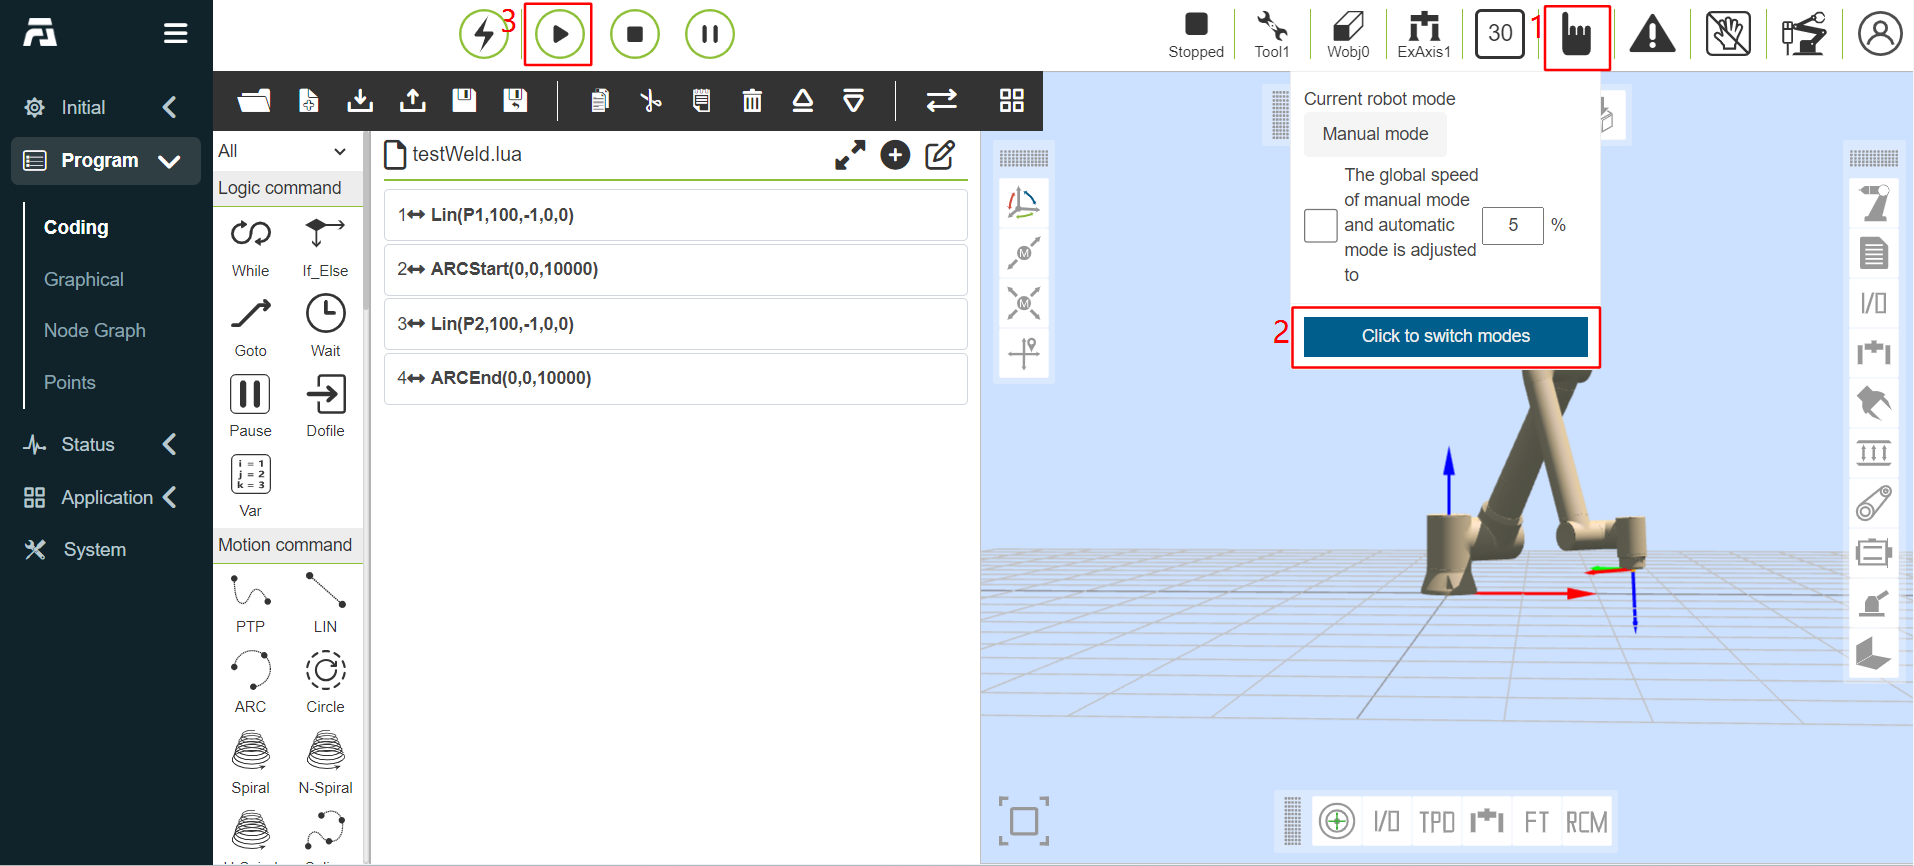 3
Stopped
Tool1
Wobj0
ExAxis1
30
1
Initial
Program
Coding
Graphical
Node Graph
Points
Status
Application
System
All
Logic command
While
If_Else
Goto
Wait
Pause
Dofile
i = 1
j = 2
k = 3
Var
Motion command
PTP
LIN
ARC
Circle
Spiral
N-Spiral
testWeld.lua
1 Lin(P1,100,-1,0,0)
2 ARCStart(0,0,10000)
3 Lin(P2,100,-1,0,0)
4 ARCEnd(0,0,10000)
Current robot mode
Manual mode
The global speed
of manual mode
and automatic
mode is adjusted
to
5 %
2
Click to switch modes
M
M
I/O
I/O
TPD
FT
RCM